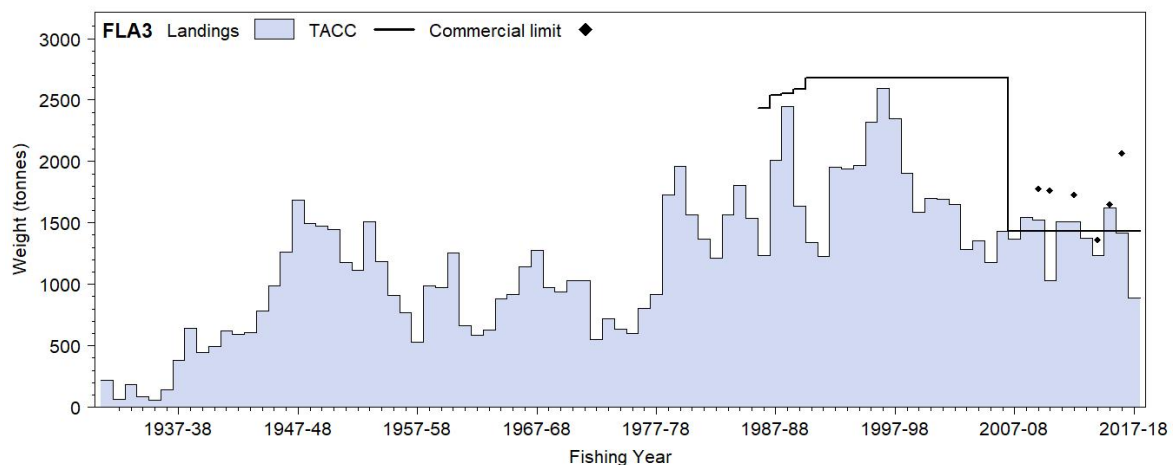 FLA3 Landings TACC Commercial limit
3000
2500
2000
1500
1000
500
0
Weight (tonnes)
1937-38 1947-48 1957-58 1967-68 1977-78 1987-88 1997-98 2007-08 2017-18
Fishing Year